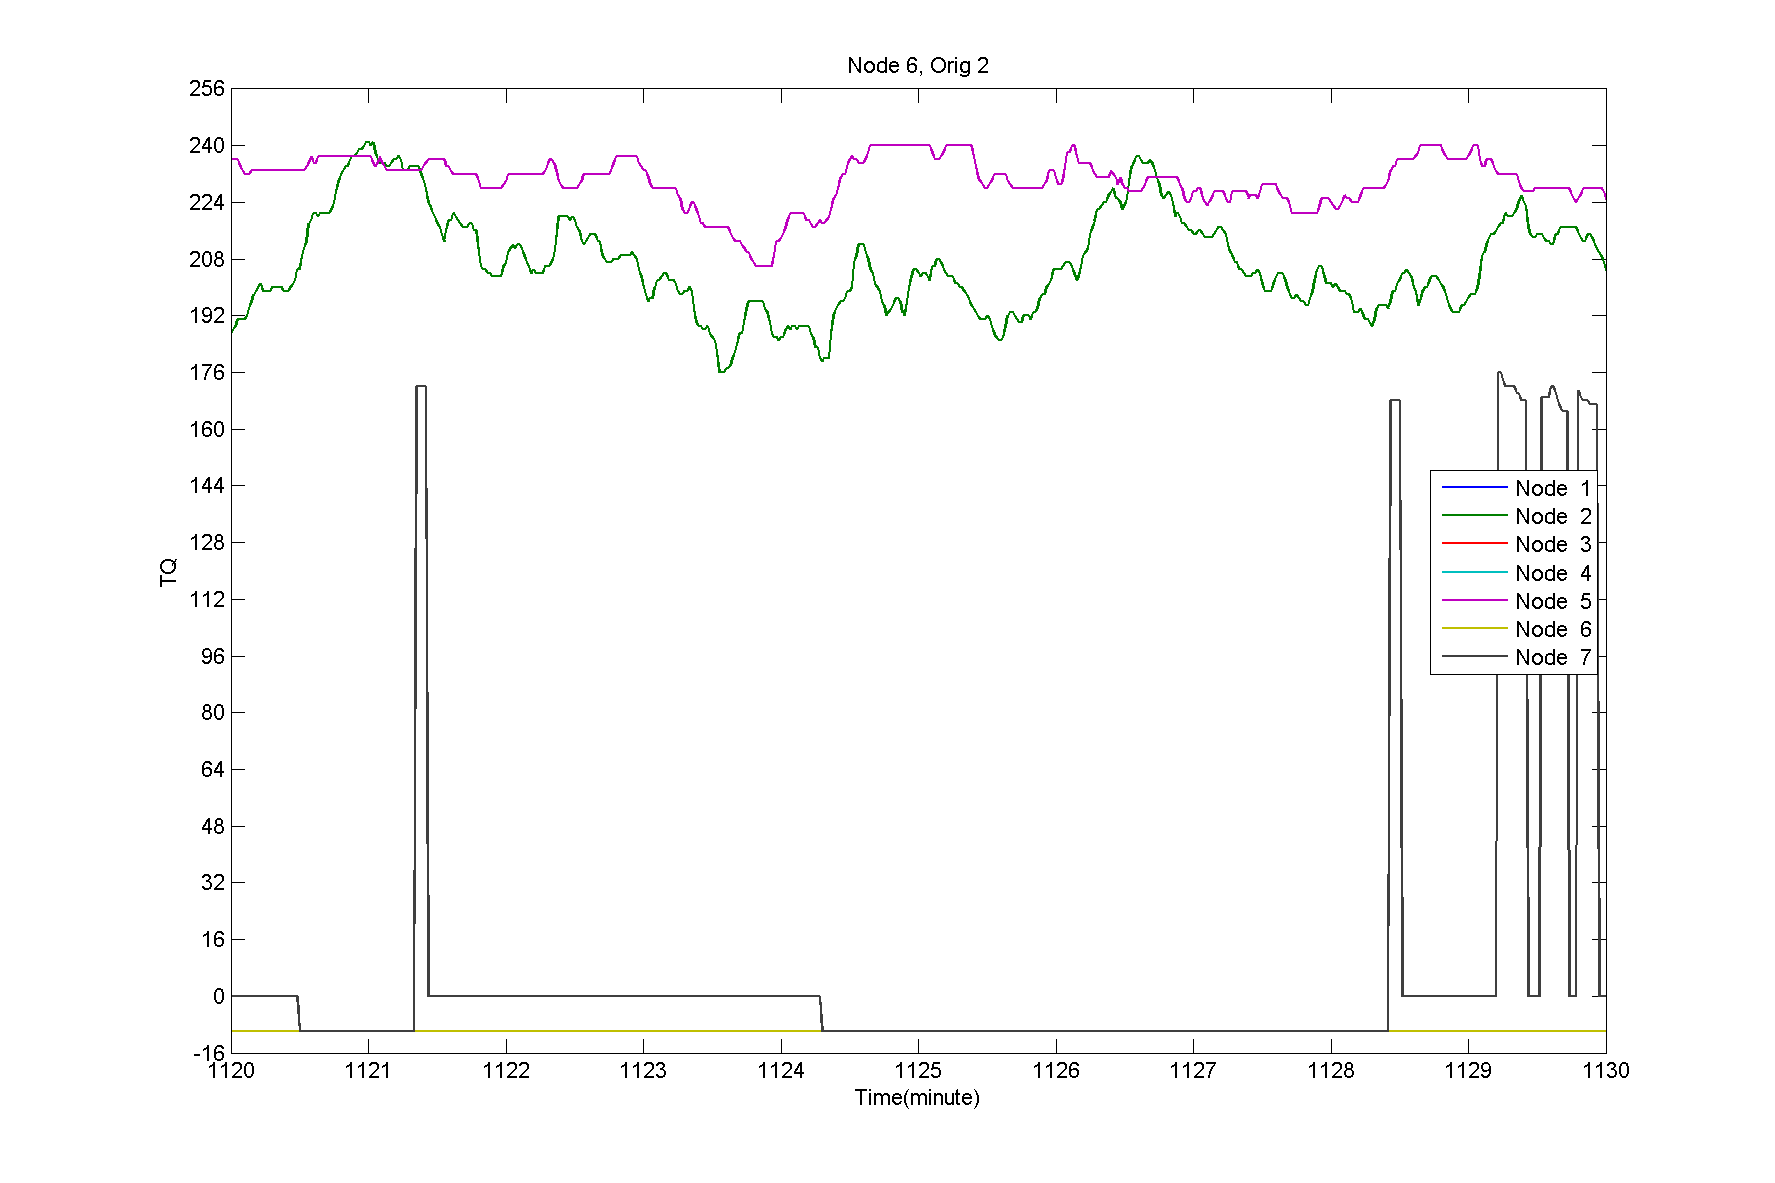 Node 6, Orig 2
256
240
224
208
192
176
160
144
128
112
96
80
64
48
32
16
0
-16
TQ
Node 1
Node 2
Node 3
Node 4
Node 5
Node 6
Node 7
1120 1121 1122 1123 1124 1125 1126 1127 1128 1129 1130
Time(minute)